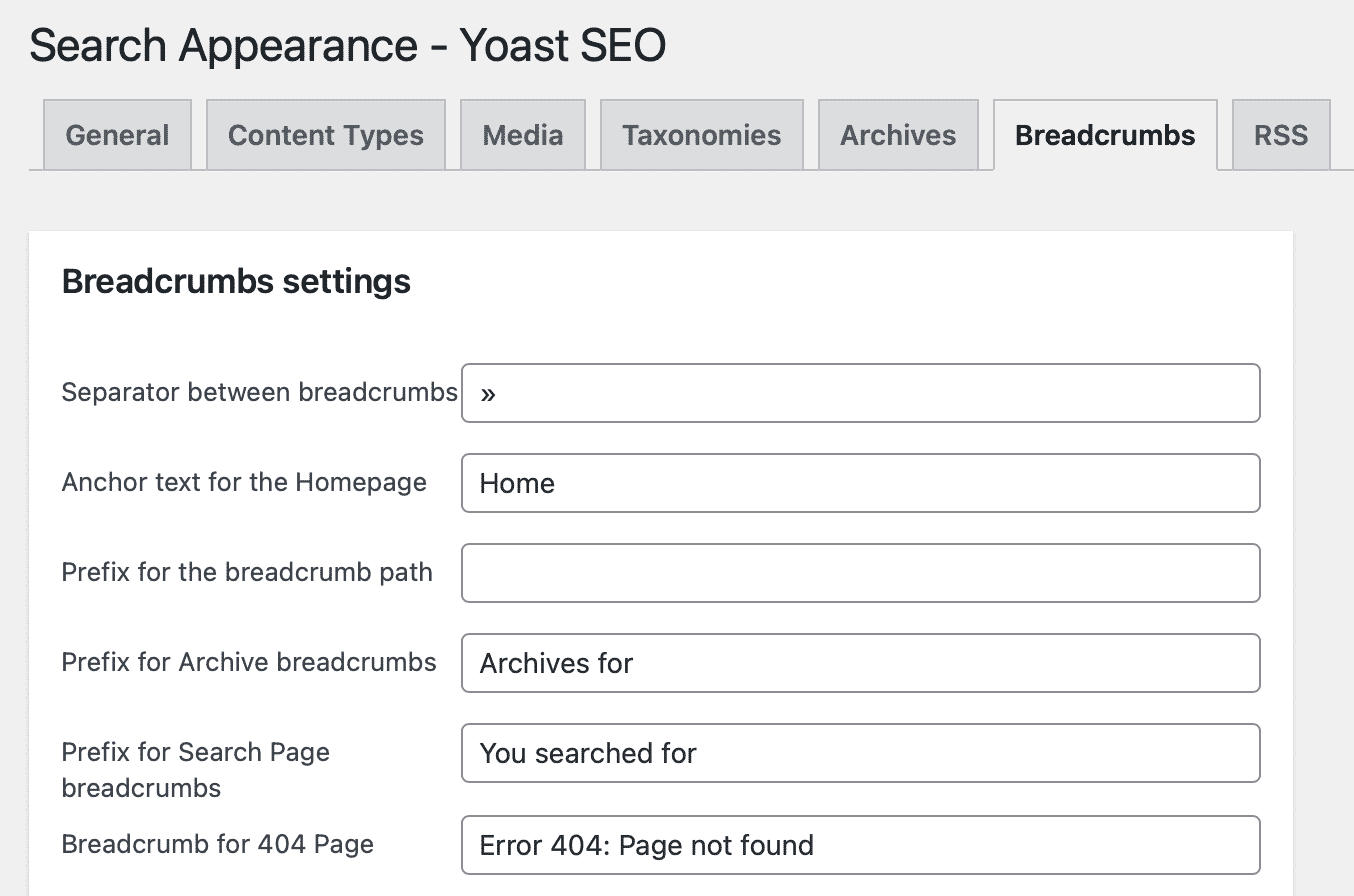 Search Appearance - Yoast SEO
General Content Types Media Taxonomies Archives Breadcrumbs RSS
Breadcrumbs settings
Separator between breadcrumbs »
Anchor text for the Homepage Home
Prefix for the breadcrumb path
Prefix for Archive breadcrumbs Archives for
Prefix for Search Page You searched for
breadcrumbs
Breadcrumb for 404 Page Error 404: Page not found